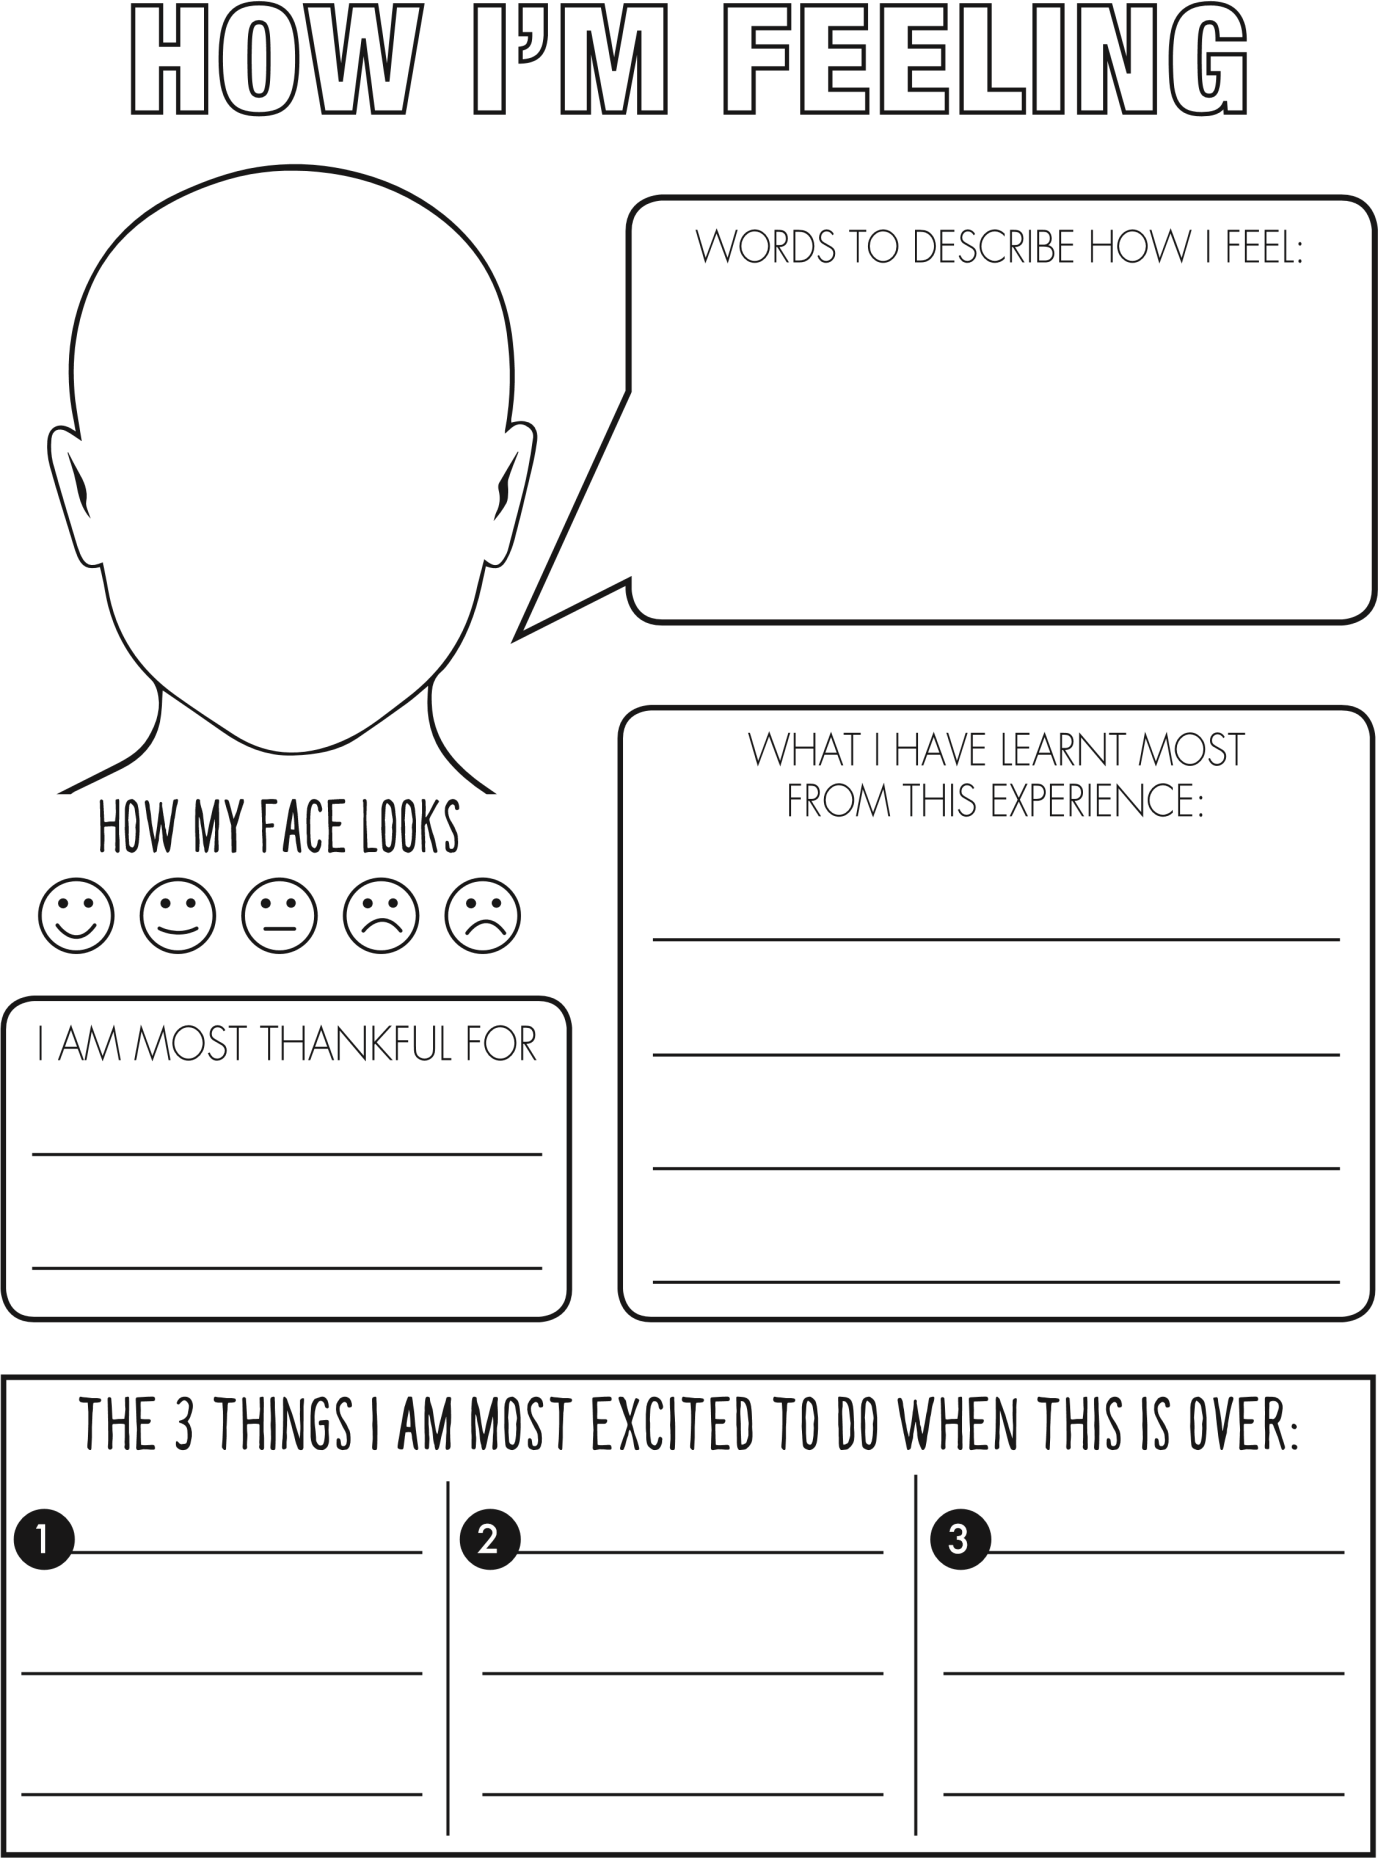 HOW I'M FEELING
WORDS TO DESCRIBE HOW I FEEL:
HOW MY FACE LOOKS
WHAT I HAVE LEARNT MOST
FROM THIS EXPERIENCE:
I AM MOST THANKFUL FOR
THE 3 THINGS I AM MOST EXCITED TO DO WHEN THIS IS OVER:
1
2
3